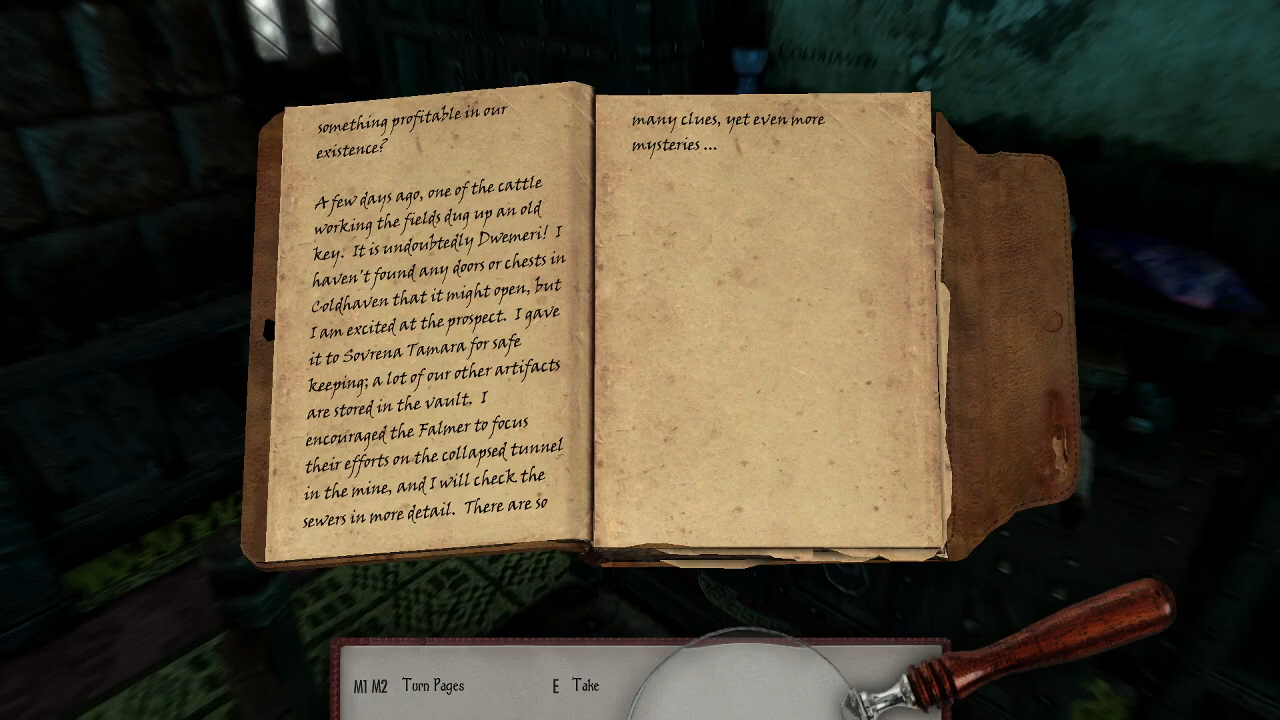 COLDHAVEN
something profitable in our
existence?
A few days ago, one of the cattle
working the fields dug up an old
key. It is undoubtedly Dwemeri! I
haven't found any doors or chests in
Coldhaven that it might open, but
I am excited at the prospect. I gave
it to Sovrena Tamara for safe
keeping; a lot of our other artifacts
are stored in the vault. I
encouraged the Falmer to focus
their efforts on the collapsed tunnel
in the mine, and I will check the
sewers in more detail. There are so
many clues, yet even more
mysteries ...
M1 M2 Turn Pages
E Take